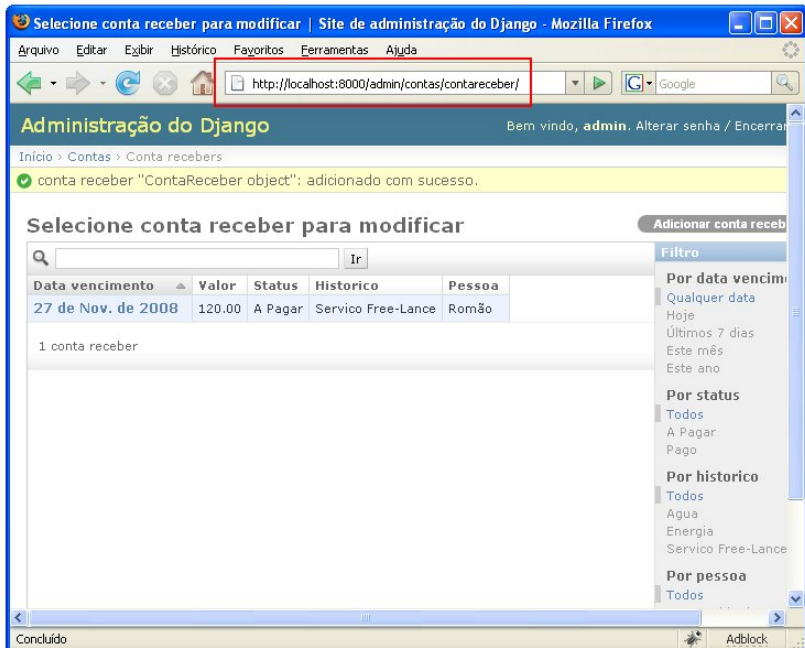 Selecione conta receber para modificar | Site de administração do Django - Mozilla Firefox
Arquivo Editar Exibir Histórico Favoritos Ferramentas Ajuda
http://localhost:8000/admin/contas/contareceber/
G Google
Administração do Django
Bem vindo, admin. Alterar senha / Encerrar
Início › Contas › Conta recebers
conta receber "ContaReceber object": adicionado com sucesso.
Selecione conta receber para modificar
Adicionar conta receb
Ir
Data vencimento Valor Status Historico Pessoa
27 de Nov. de 2008 120.00 A Pagar Servico Free-Lance Romão
1 conta receber
Filtro
Por data vencim
Qualquer data
Hoje
Últimos 7 dias
Este mês
Este ano
Por status
Todos
A Pagar
Pago
Por historico
Todos
Agua
Energia
Servico Free-Lance
Por pessoa
Todos
Concluído
Adblock